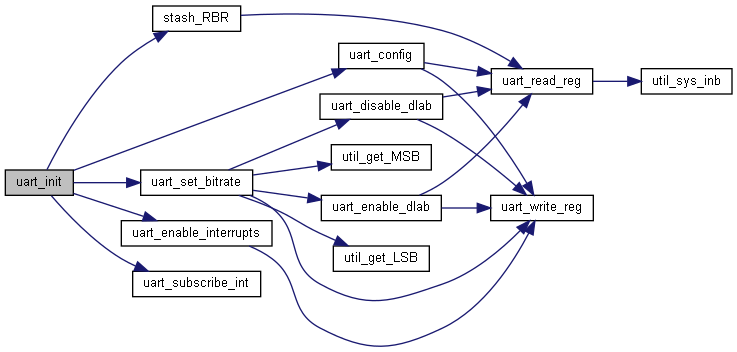 stash_RBR
uart_config
uart_read_reg
util_sys_inb
uart_disable_dlab
util_get_MSB
uart_init
uart_set_bitrate
uart_enable_dlab
uart_write_reg
uart_enable_interrupts
util_get_LSB
uart_subscribe_int